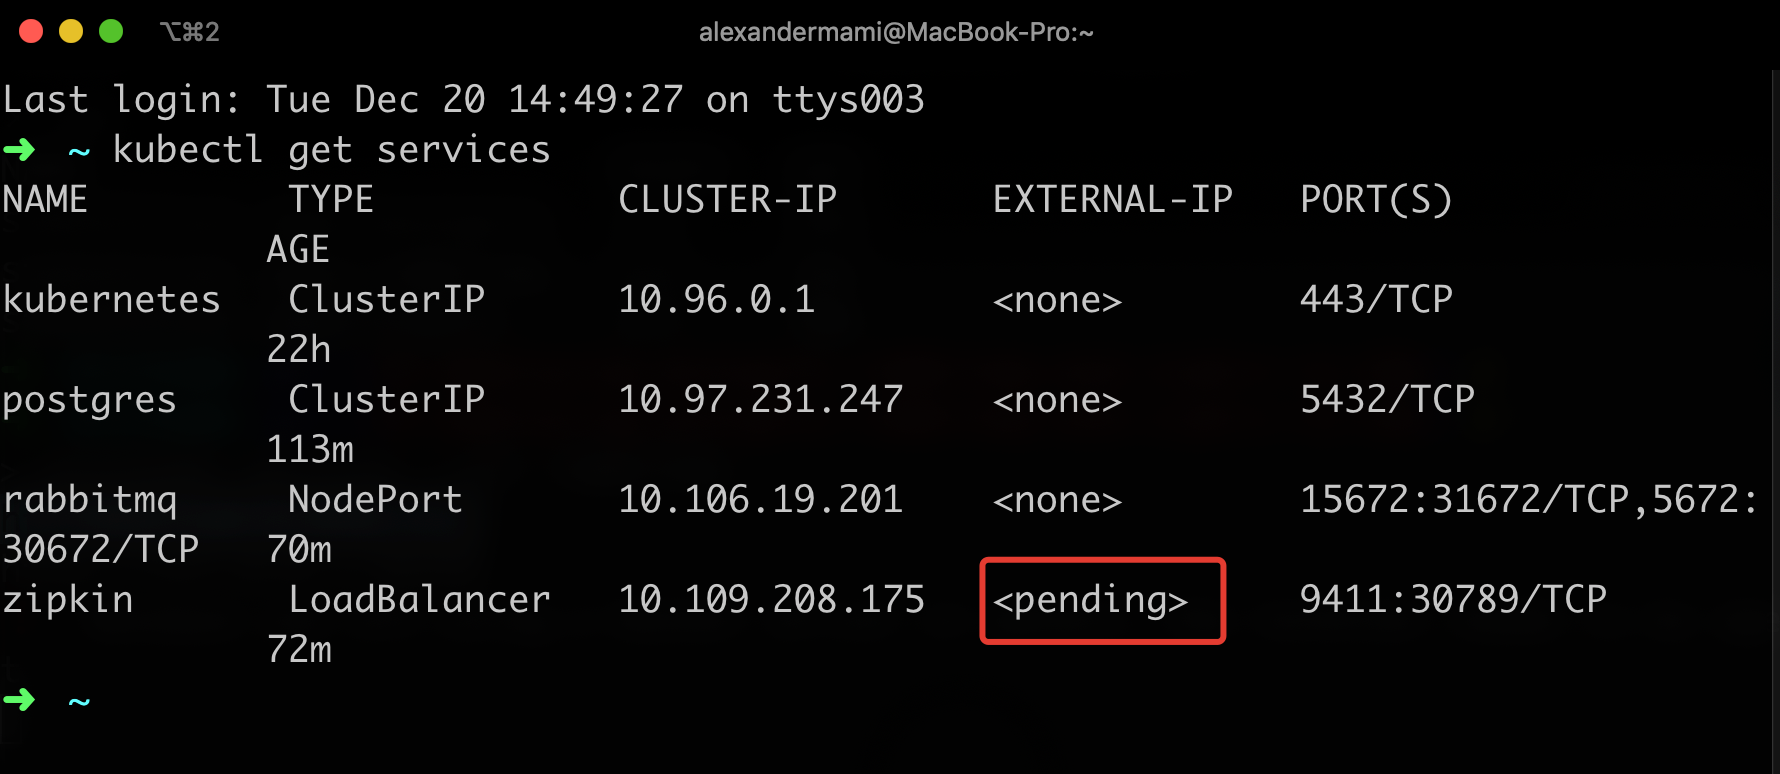 ⌥⌘2 alexandermami@MacBook-Pro:~
Last login: Tue Dec 20 14:49:27 on ttys003
➜ ~ kubectl get services
NAME TYPE CLUSTER-IP EXTERNAL-IP PORT(S)
AGE
kubernetes ClusterIP 10.96.0.1 <none> 443/TCP
22h
postgres ClusterIP 10.97.231.247 <none> 5432/TCP
113m
rabbitmq NodePort 10.106.19.201 <none> 15672:31672/TCP,5672:
30672/TCP 70m
zipkin LoadBalancer 10.109.208.175 <pending> 9411:30789/TCP
72m
➜ ~